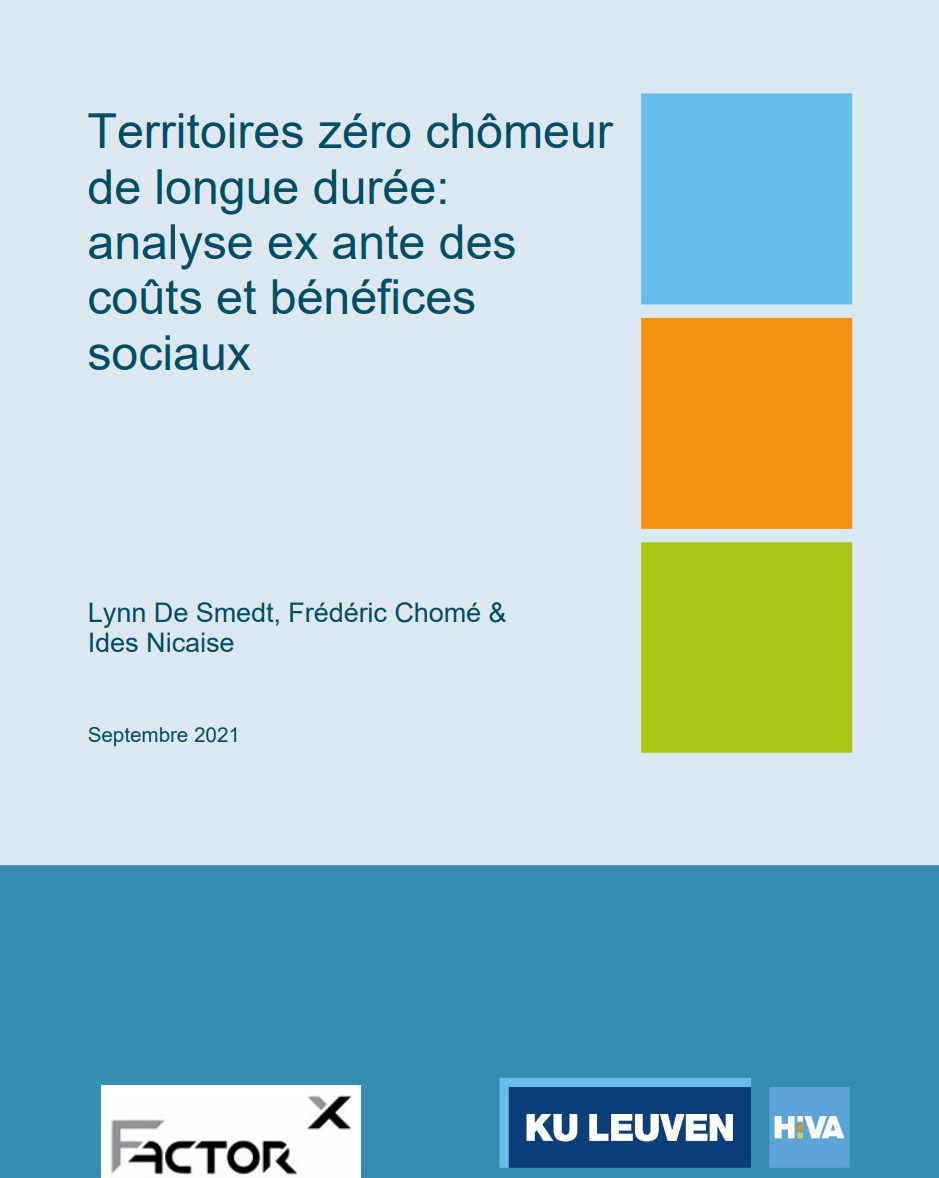 Territoires zéro chômeur
de longue durée:
analyse ex ante des
coûts et bénéfices
sociaux
Lynn De Smedt, Frédéric Chomé &
Ides Nicaise
Septembre 2021
FACTOR X
KU LEUVEN
HIVA